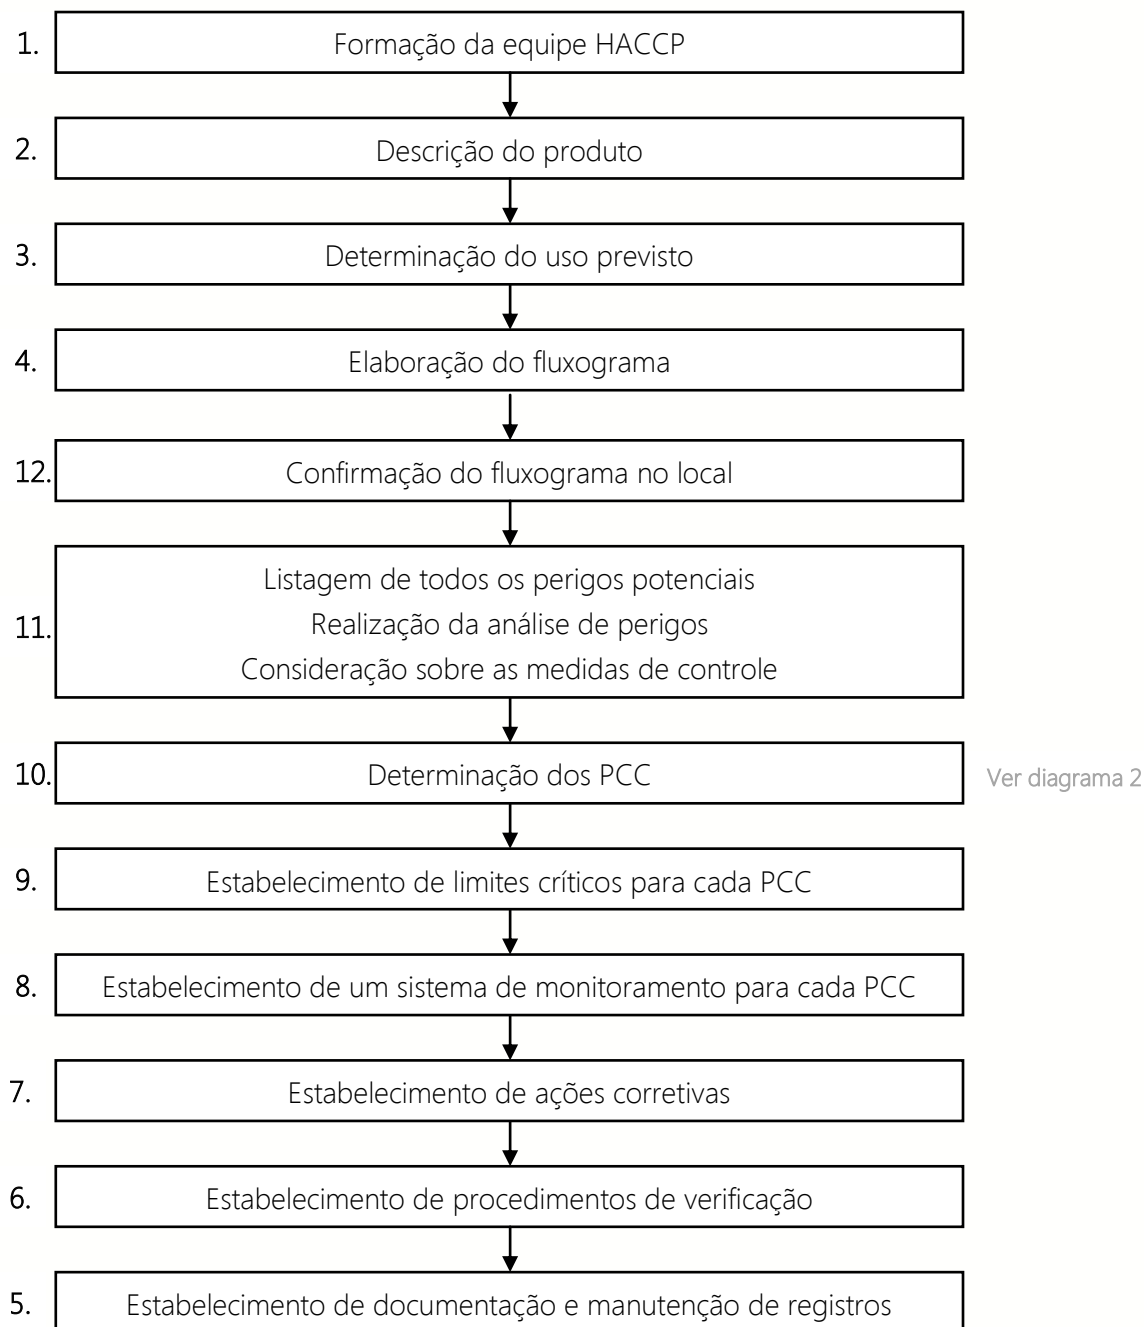 1. Formação da equipe HACCP
2. Descrição do produto
3. Determinação do uso previsto
4. Elaboração do fluxograma
12. Confirmação do fluxograma no local
Listagem de todos os perigos potenciais
11. Realização da análise de perigos
Consideração sobre as medidas de controle
10. Determinação dos PCC Ver diagrama 2
9. Estabelecimento de limites críticos para cada PCC
8. Estabelecimento de um sistema de monitoramento para cada PCC
7. Estabelecimento de ações corretivas
6. Estabelecimento de procedimentos de verificação
5. Estabelecimento de documentação e manutenção de registros